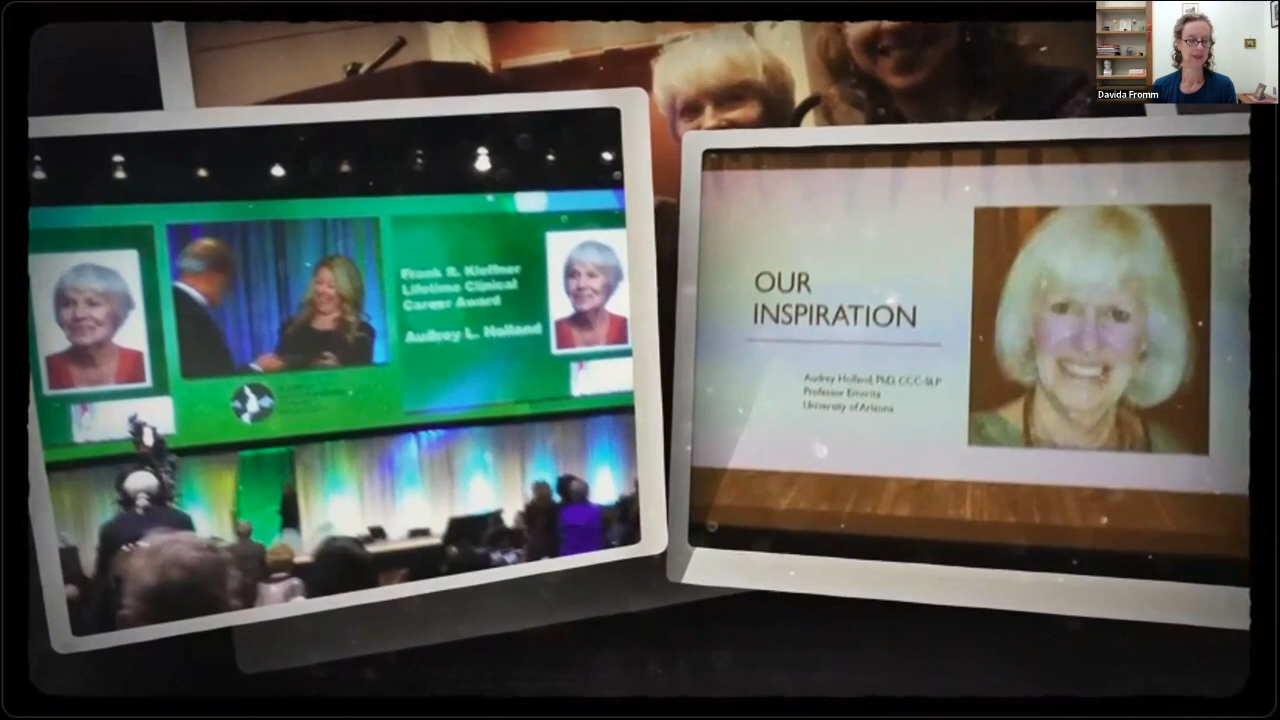 Davida Fromm
Frank R. Kleffner
Lifetime Clinical
Career Award
Audrey L. Holland
OUR
INSPIRATION
Audrey Holland, PhD, CCC-SLP
Professor Emerita
University of Arizona